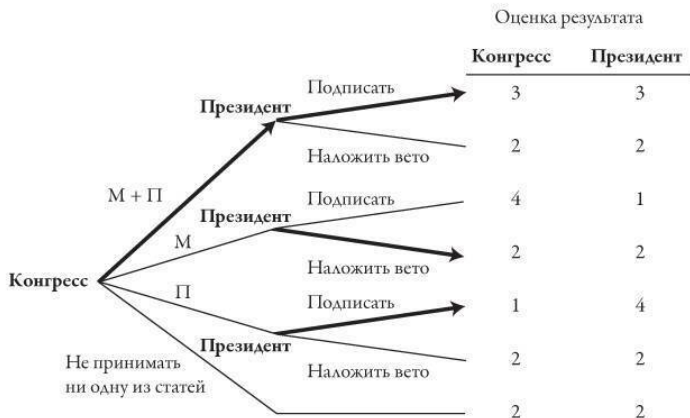 Оценка результата
Конгресс Президент
Подписать 3 3
Президент
Наложить вето 2 2
М + П
Подписать 4 1
Президент
М
Наложить вето 2 2
Конгресс
П
Подписать 1 4
Президент
Не принимать
ни одну из статей
Наложить вето 2 2
2 2